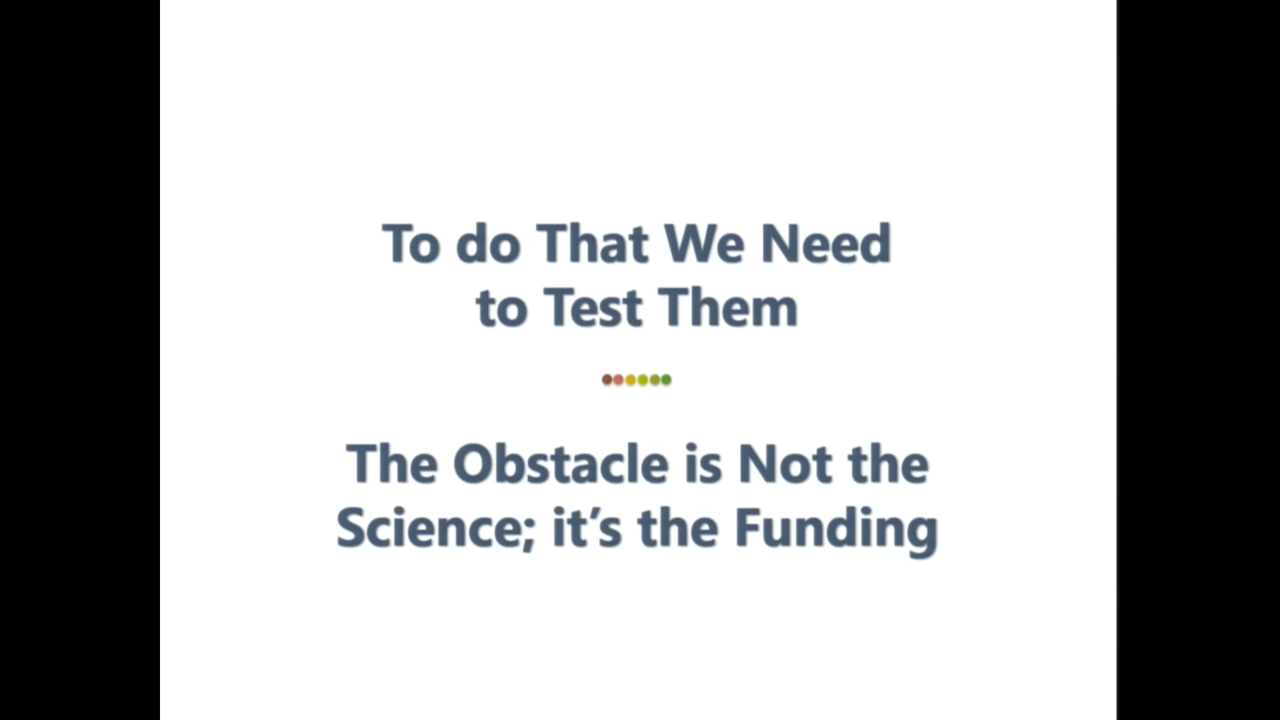 To do That We Need
to Test Them
The Obstacle is Not the
Science; it’s the Funding